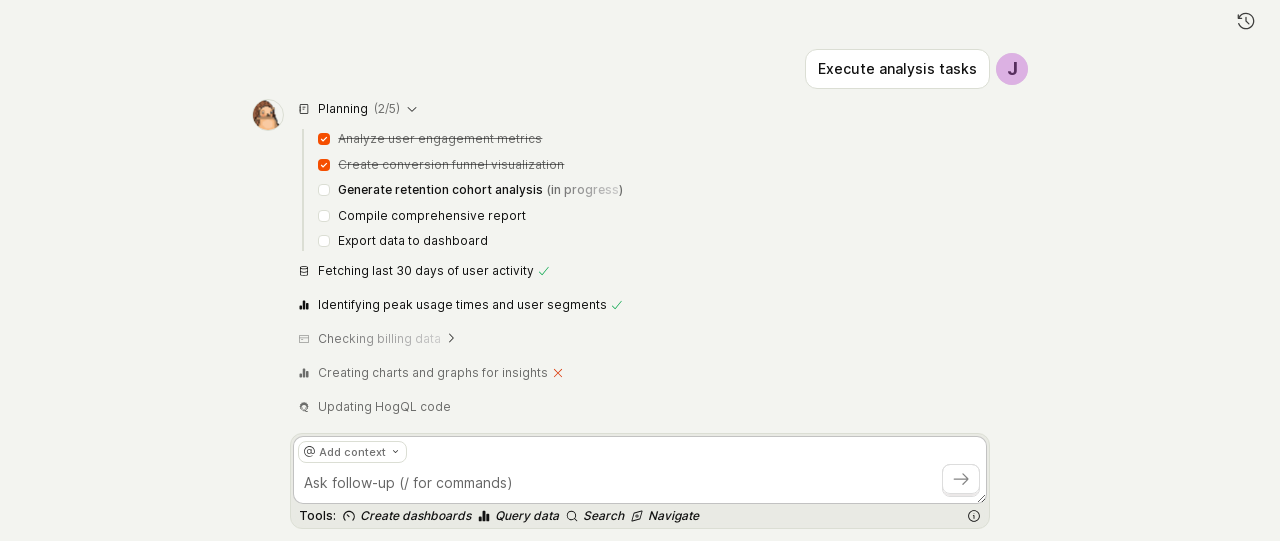 Execute analysis tasks
J
Planning (2/5)
Analyze user engagement metrics
Create conversion funnel visualization
Generate retention cohort analysis (in progress)
Compile comprehensive report
Export data to dashboard
Fetching last 30 days of user activity
Identifying peak usage times and user segments
Checking billing data
Creating charts and graphs for insights
Updating HogQL code
@ Add context
Ask follow-up (/ for commands)
Tools: Create dashboards Query data Search Navigate